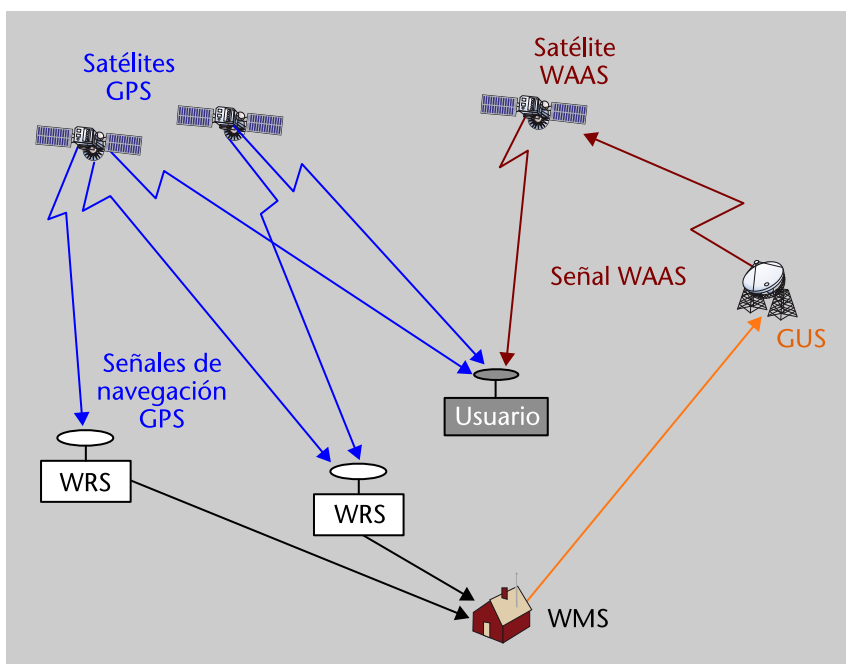 Satélites
GPS
Satélite
WAAS
Señal WAAS
GUS
Señales de
navegación
GPS
Usuario
WRS
WRS
WMS